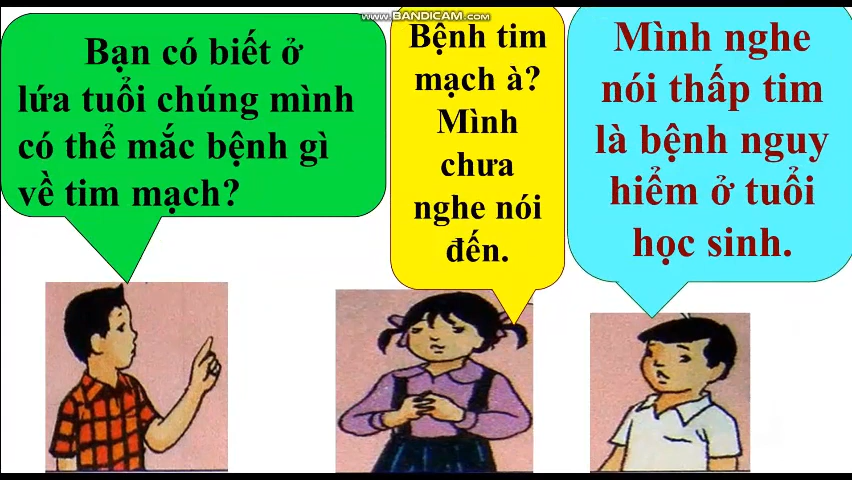 www.BANDICAM.com
Bạn có biết ở
lứa tuổi chúng mình
có thể mắc bệnh gì
về tim mạch?
Bệnh tim
mạch à?
Mình
chưa
nghe nói
đến.
Mình nghe
nói thấp tim
là bệnh nguy
hiểm ở tuổi
học sinh.